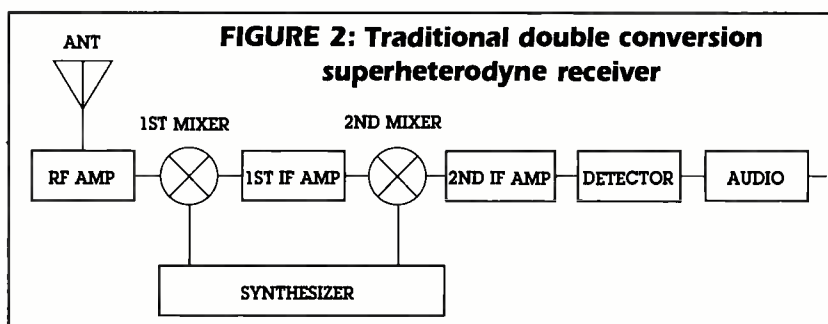 FIGURE 2: Traditional double conversion
superheterodyne receiver
ANT
1ST MIXER
2ND MIXER
RF AMP
1ST IF AMP
2ND IF AMP
DETECTOR
AUDIO
SYNTHESIZER